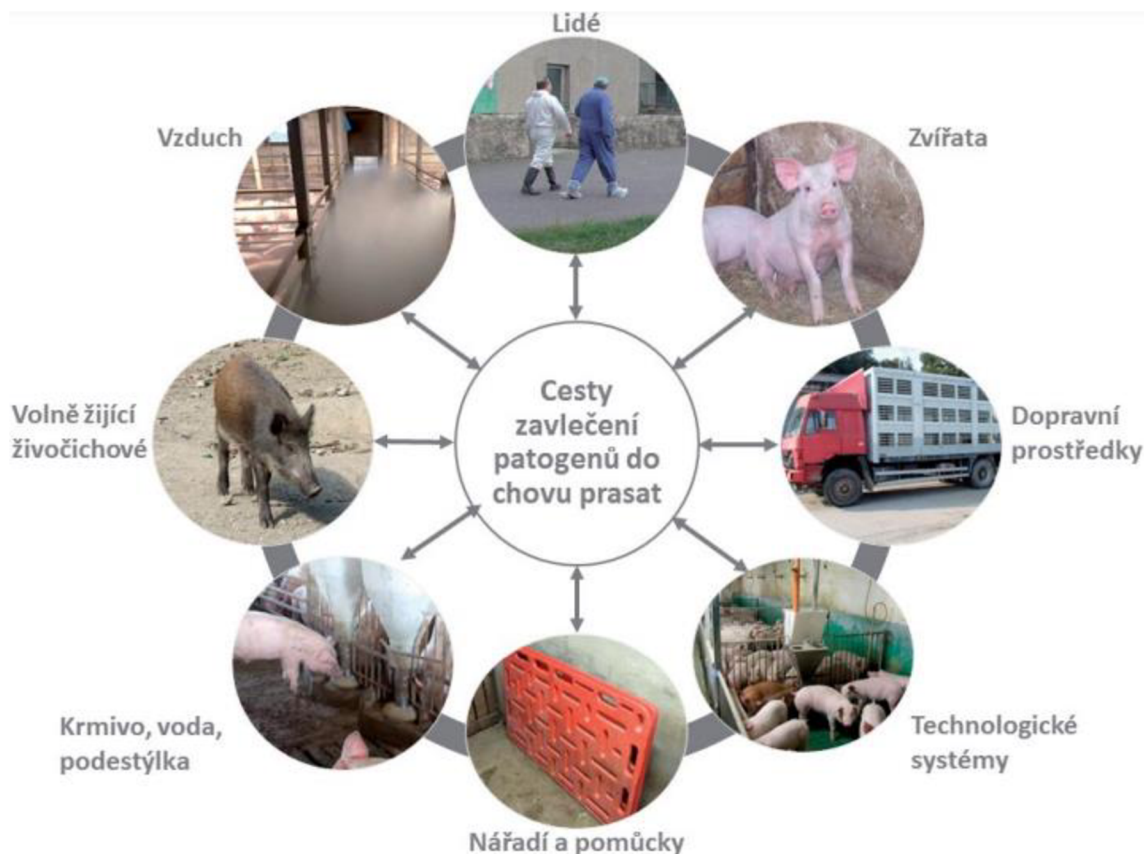 Lidé
Vzduch
Zvířata
Cesty
zavlečení
patogenů do
chovu prasat
Volně žijící
živočichové
Dopravní
prostředky
Krmivo, voda,
podestýlka
Technologické
systémy
Nářadí a pomůcky